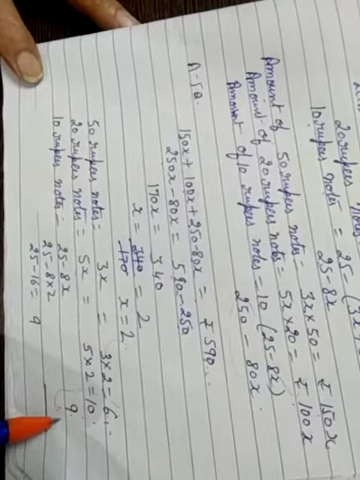 20 rupees notes = 25 - (3x
10 rupees notes = 25-8x
Amount of 50 rupees notes = 3x × 50 = ₹ 150x
Amount of 20 rupees notes = 5x × 20 = ₹ 100x
Amount of 10 rupees notes = 10 (25-8x)
250 - 80x.
A-SQ.
150x + 100x + 250-80x = ₹ 590..
250x - 80x = 590-250
170x = 340
x = 340 = 2
170 x = 2.
50 rupees notes = 3x = 3×2 = 6.
20 rupees notes = 5x = 5×2 = 10.
10 rupees notes - 25-8x 9.
25-8×2
25-16 = 9